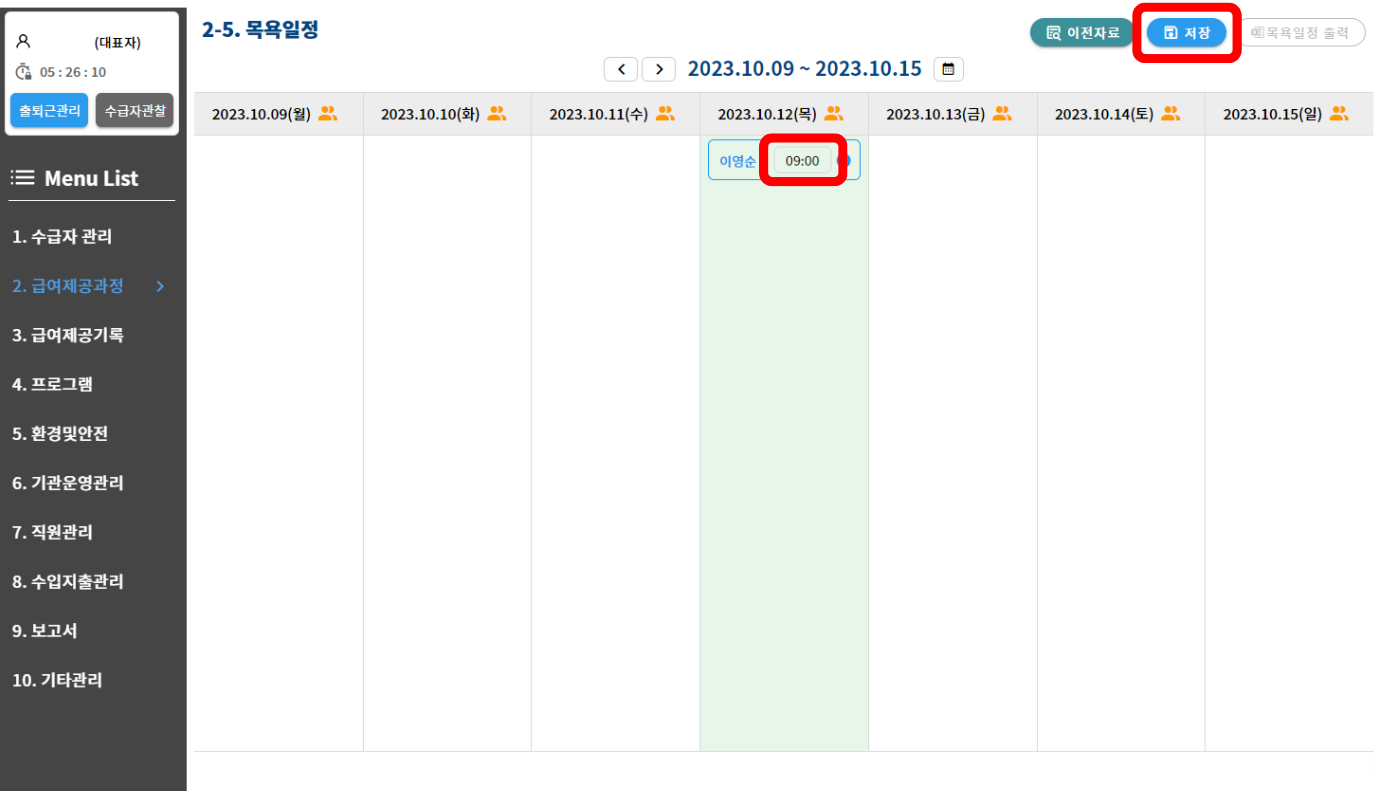 (대표자)
05 : 26 : 10
출퇴근관리 수급자관찰
Menu List
1. 수급자 관리
2. 급여제공과정
3. 급여제공기록
4. 프로그램
5. 환경및안전
6. 기관운영관리
7. 직원관리
8. 수입지출관리
9. 보고서
10. 기타관리
2-5. 목욕일정
이전자료 저장 목욕일정 출력
2023.10.09 ~ 2023.10.15
2023.10.09(월) 2023.10.10(화) 2023.10.11(수) 2023.10.12(목) 2023.10.13(금) 2023.10.14(토) 2023.10.15(일)
이영순 09:00